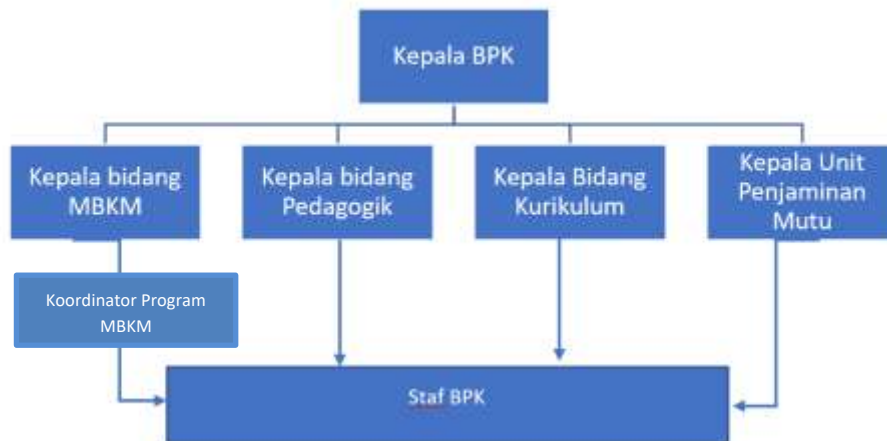 Kepala BPK
Kepala bidang
MBKM
Kepala bidang
Pedagogik
Kepala Bidang
Kurikulum
Kepala Unit
Penjaminan
Mutu
Koordinator Program
MBKM
Staf BPK